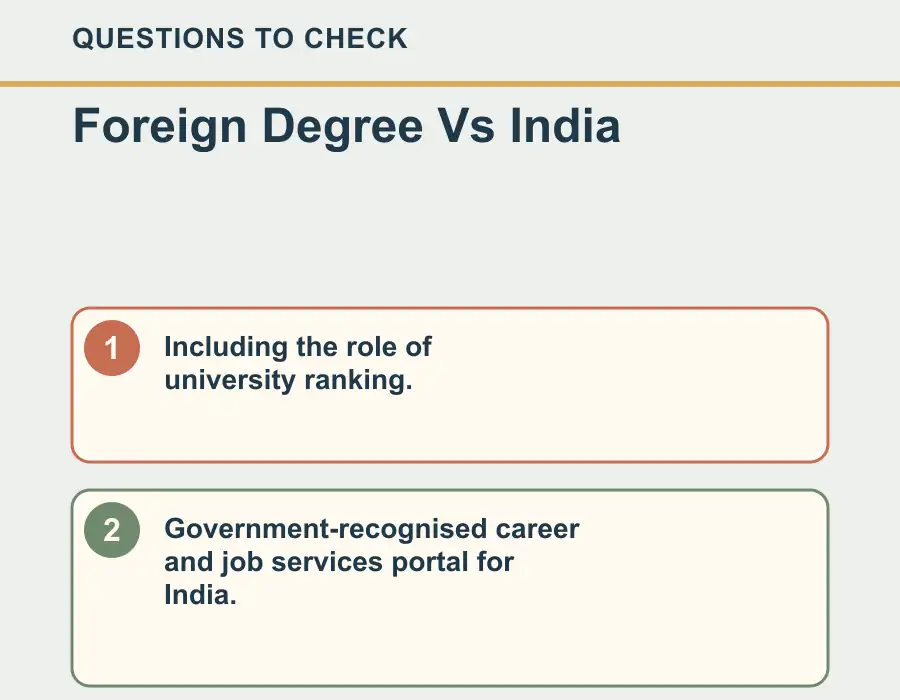 QUESTIONS TO CHECK
Foreign Degree Vs India
1
Including the role of
university ranking.
2
Government-recognised career
and job services portal for
India.